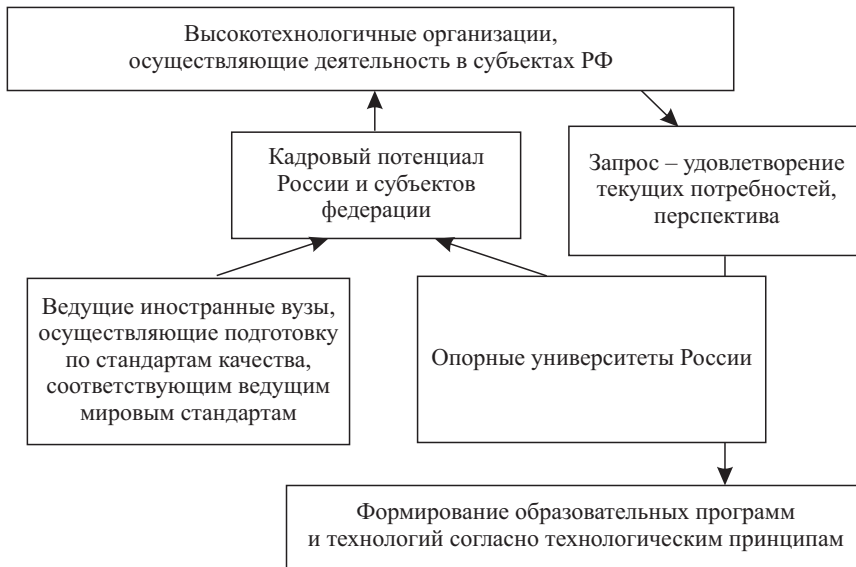 Высокотехнологичные организации,
осуществляющие деятельность в субъектах РФ
Кадровый потенциал
России и субъектов
федерации
Запрос – удовлетворение
текущих потребностей,
перспектива
Ведущие иностранные вузы,
осуществляющие подготовку
по стандартам качества,
соответствующим ведущим
мировым стандартам
Опорные университеты России
Формирование образовательных программ
и технологий согласно технологическим принципам